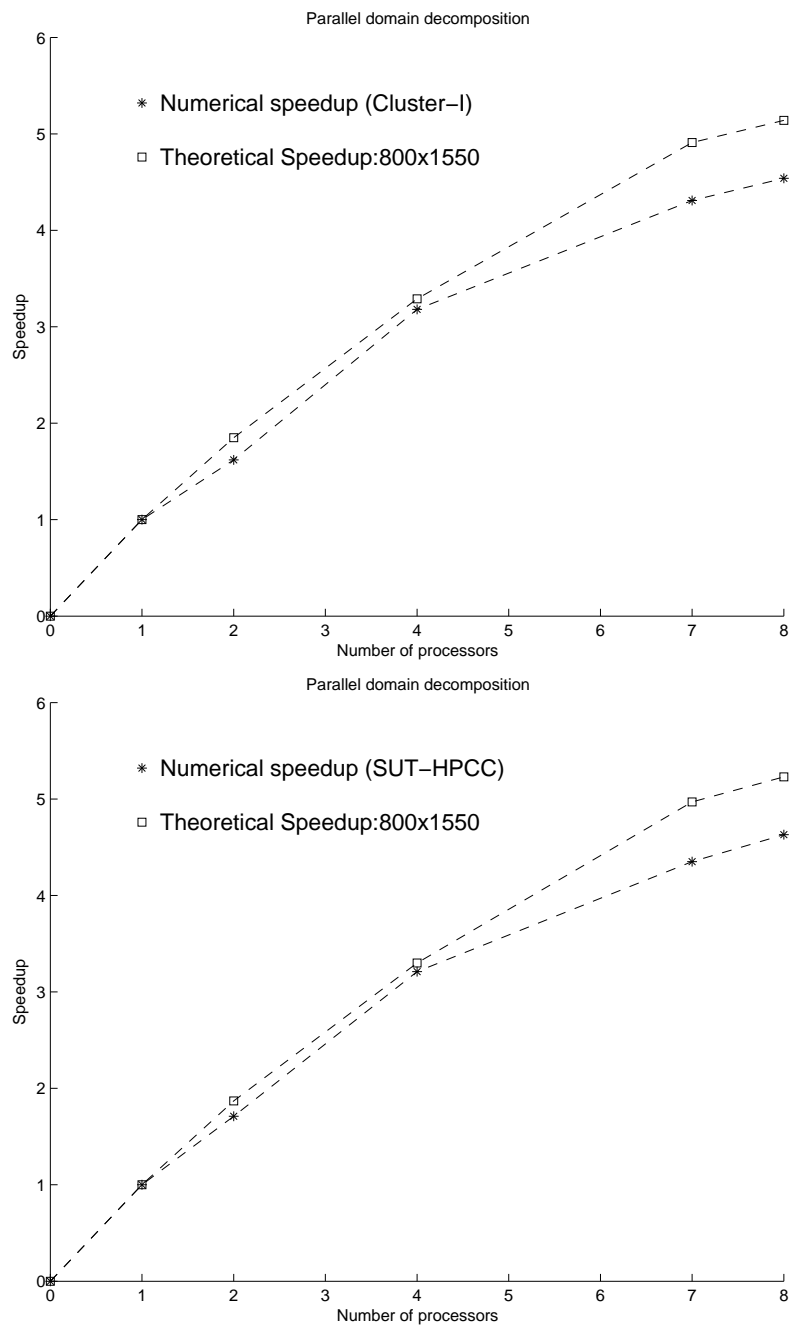 Parallel domain decomposition
6
Numerical speedup (Cluster−I)
5
Theoretical Speedup:800x1550
4
3
Speedup
2
1
0
0 1 2 3 4 5 6 7 8
Number of processors
Parallel domain decomposition
6
Numerical speedup (SUT−HPCC)
5
Theoretical Speedup:800x1550
4
3
Speedup
2
1
0
0 1 2 3 4 5 6 7 8
Number of processors